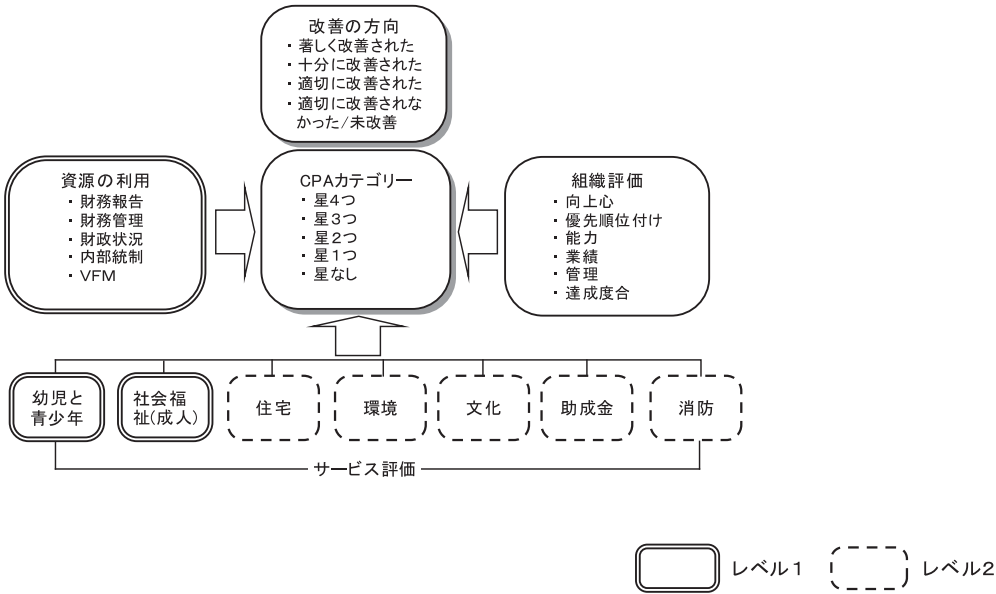 改善の方向
・著しく改善された
・十分に改善された
・適切に改善された
・適切に改善されな
かった/未改善
資源の利用
・財務報告
・財務管理
・財政状況
・内部統制
・VFM
CPAカテゴリー
・星4つ
・星3つ
・星2つ
・星1つ
・星なし
組織評価
・向上心
・優先順位付け
・能力
・業績
・管理
・達成度合
幼児と
青少年
社会福
祉(成人)
住宅
環境
文化
助成金
消防
サービス評価
レベル1
レベル2